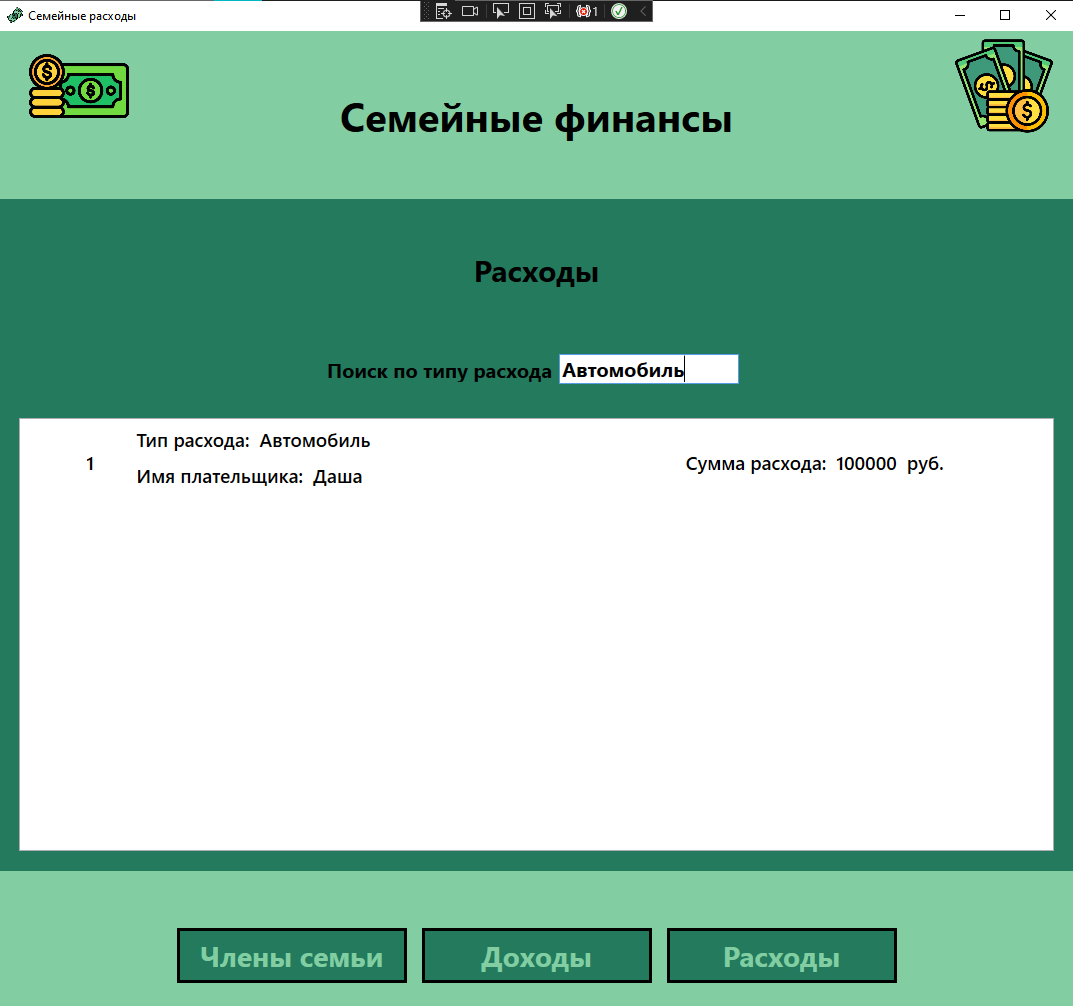 Семейные расходы
1
Семейные финансы
Расходы
Поиск по типу расхода Автомобиль
Тип расхода: Автомобиль
1
Сумма расхода: 100000 руб.
Имя плательщика: Даша
Члены семьи
Доходы
Расходы